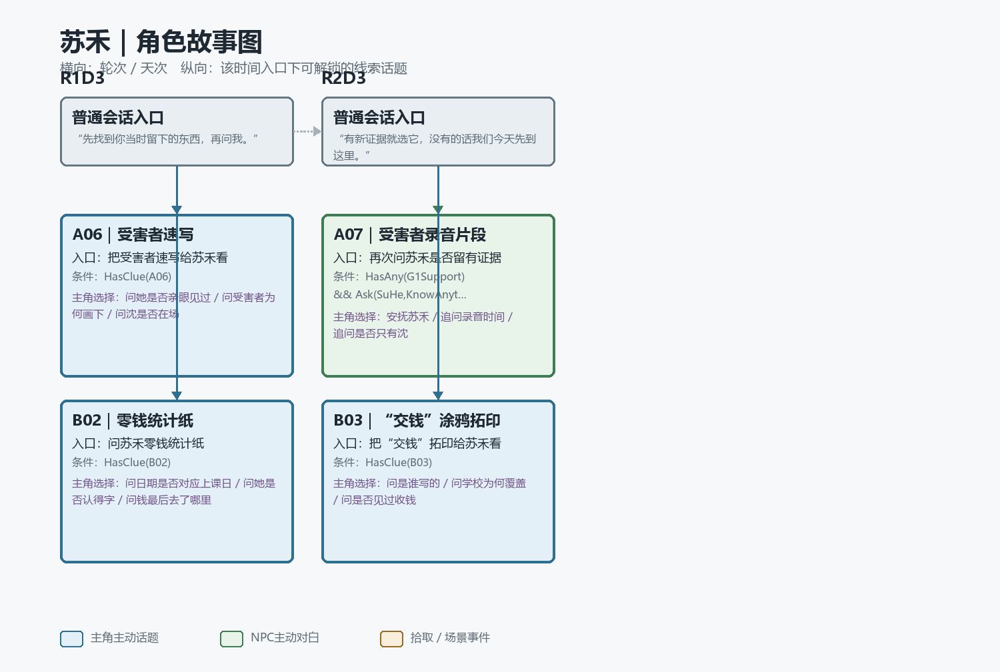 苏禾｜角色故事图
横向：轮次 / 天次　纵向：该时间入口下可解锁的线索话题
R1D3
R2D3
普通会话入口
“先找到你当时留下的东西，再问我。”
普通会话入口
“有新证据就选它，没有的话我们今天先到
这里。”
A06｜受害者速写
入口：把受害者速写给苏禾看
条件：HasClue(A06)
主角选择：问她是否亲眼见过 / 问受害者为
何画下 / 问沈是否在场
A07｜受害者录音片段
入口：再次问苏禾是否留有证据
条件：HasAny(G1Support)
&& Ask(SuHe,KnowAnyt...
主角选择：安抚苏禾 / 追问录音时间 /
追问是否只有沈
B02｜零钱统计纸
入口：问苏禾零钱统计纸
条件：HasClue(B02)
主角选择：问日期是否对应上课日 / 问她是
否认得字 / 问钱最后去了哪里
B03｜“交钱”涂鸦拓印
入口：把“交钱”拓印给苏禾看
条件：HasClue(B03)
主角选择：问是谁写的 / 问学校为何覆盖
/ 问是否见过收钱
主角主动话题
NPC主动对白
拾取 / 场景事件